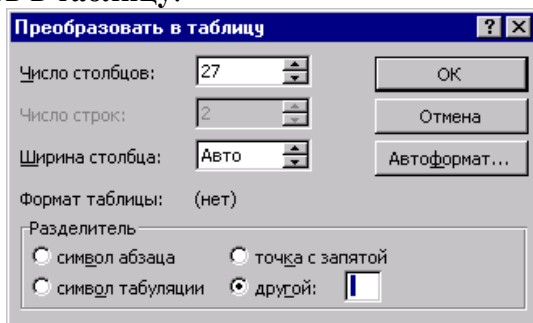 Преобразовать в таблицу
Число столбцов: 27 ОК
Число строк: 2 Отмена
Ширина столбца: Авто Автоформат...
Формат таблицы: (нет)
Разделитель
символ абзаца точка с запятой
символ табуляции другой: